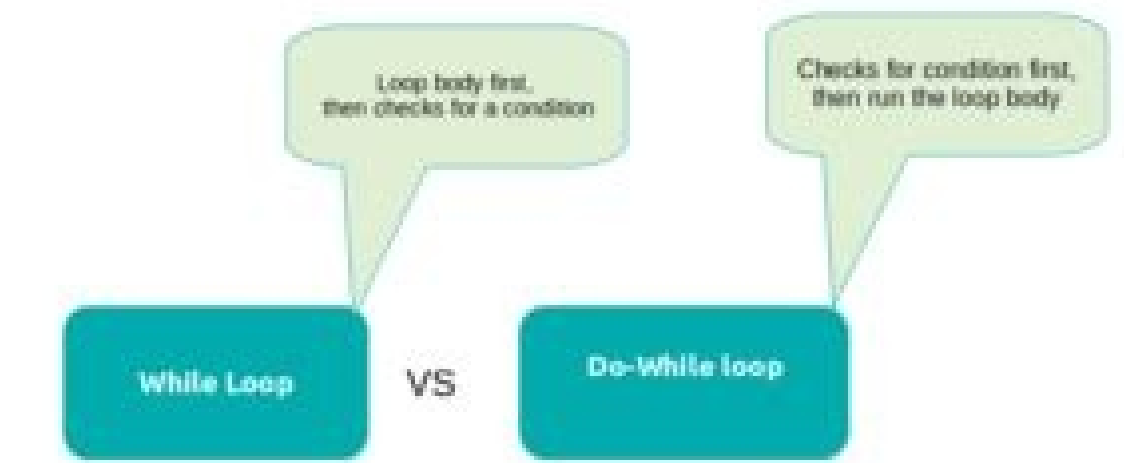 Loop body first,
then checks for a condition
Checks for condition first,
then run the loop body
While Loop
VS
Do-While loop